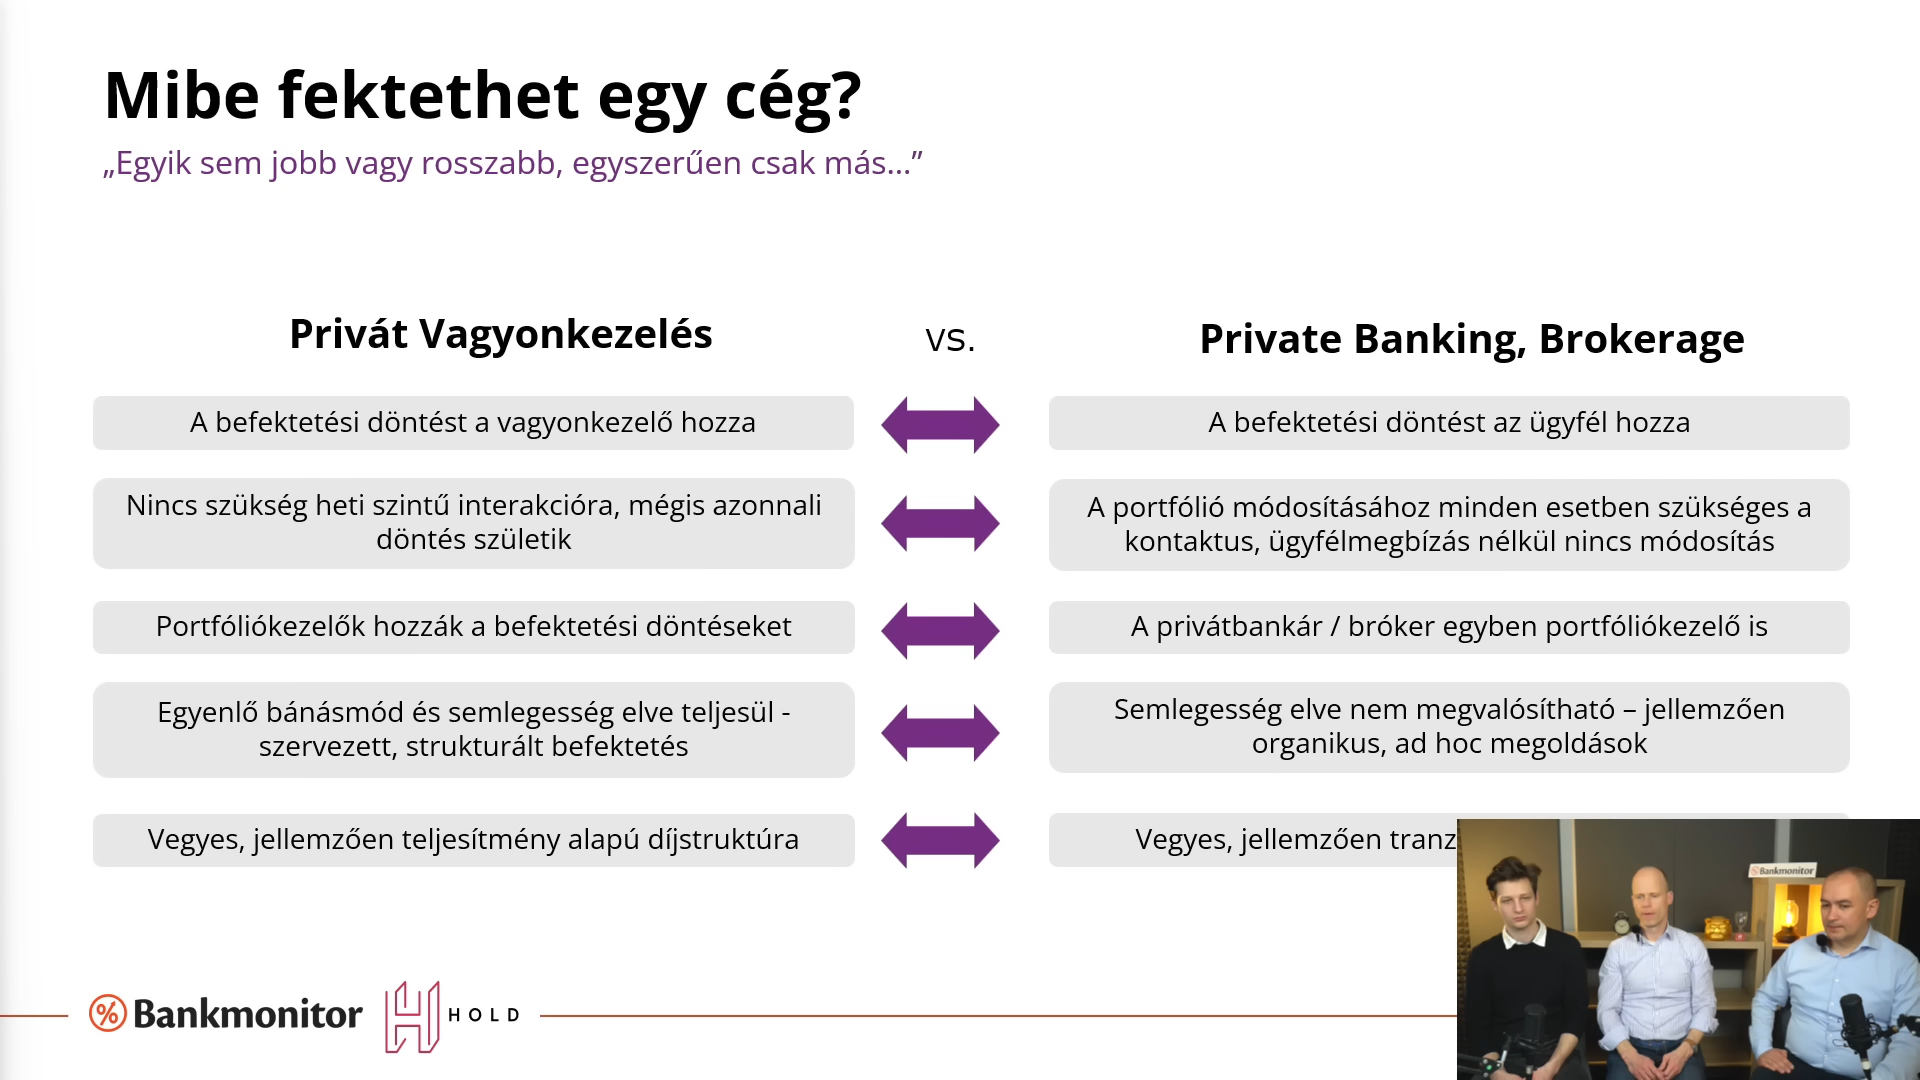 Mibe fektethet egy cég?
„Egyik sem jobb vagy rosszabb, egyszerűen csak más...”
Privát Vagyonkezelés
vs.
Private Banking, Brokerage
A befektetési döntést a vagyonkezelő hozza
A befektetési döntést az ügyfél hozza
Nincs szükség heti szintű interakcióra, mégis azonnali
döntés születik
A portfólió módosításához minden esetben szükséges a
kontaktus, ügyfélmegbízás nélkül nincs módosítás
Portfóliókezelők hozzák a befektetési döntéseket
A privátbankár / bróker egyben portfóliókezelő is
Egyenlő bánásmód és semlegesség elve teljesül -
szervezett, strukturált befektetés
Semlegesség elve nem megvalósítható – jellemzően
organikus, ad hoc megoldások
Vegyes, jellemzően teljesítmény alapú díjstruktúra
Vegyes, jellemzően
Bankmonitor
Bankmonitor
HOLD